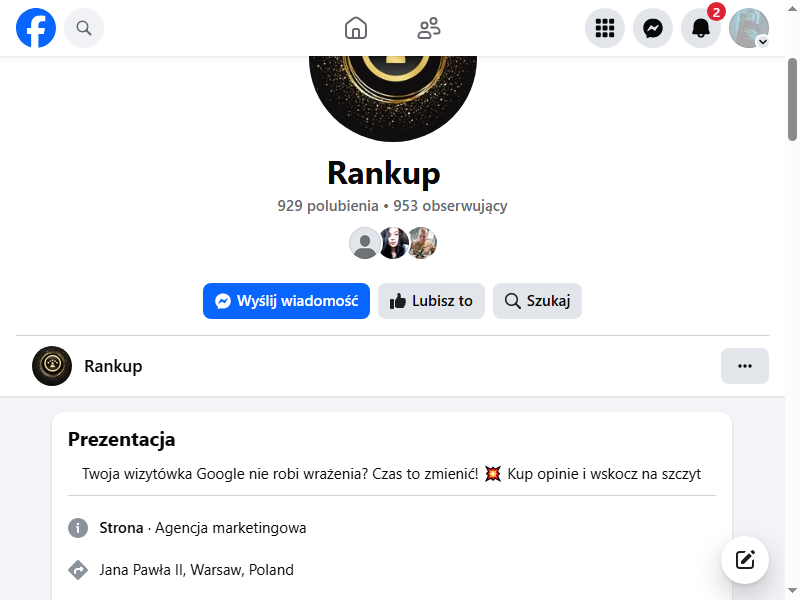 2
Rankup
929 polubienia • 953 obserwujący
Wyślij wiadomość
Lubisz to
Szukaj
Rankup
Prezentacja
Twoja wizytówka Google nie robi wrażenia? Czas to zmienić! 💥 Kup opinie i wskocz na szczyt
Strona · Agencja marketingowa
Jana Pawła II, Warsaw, Poland